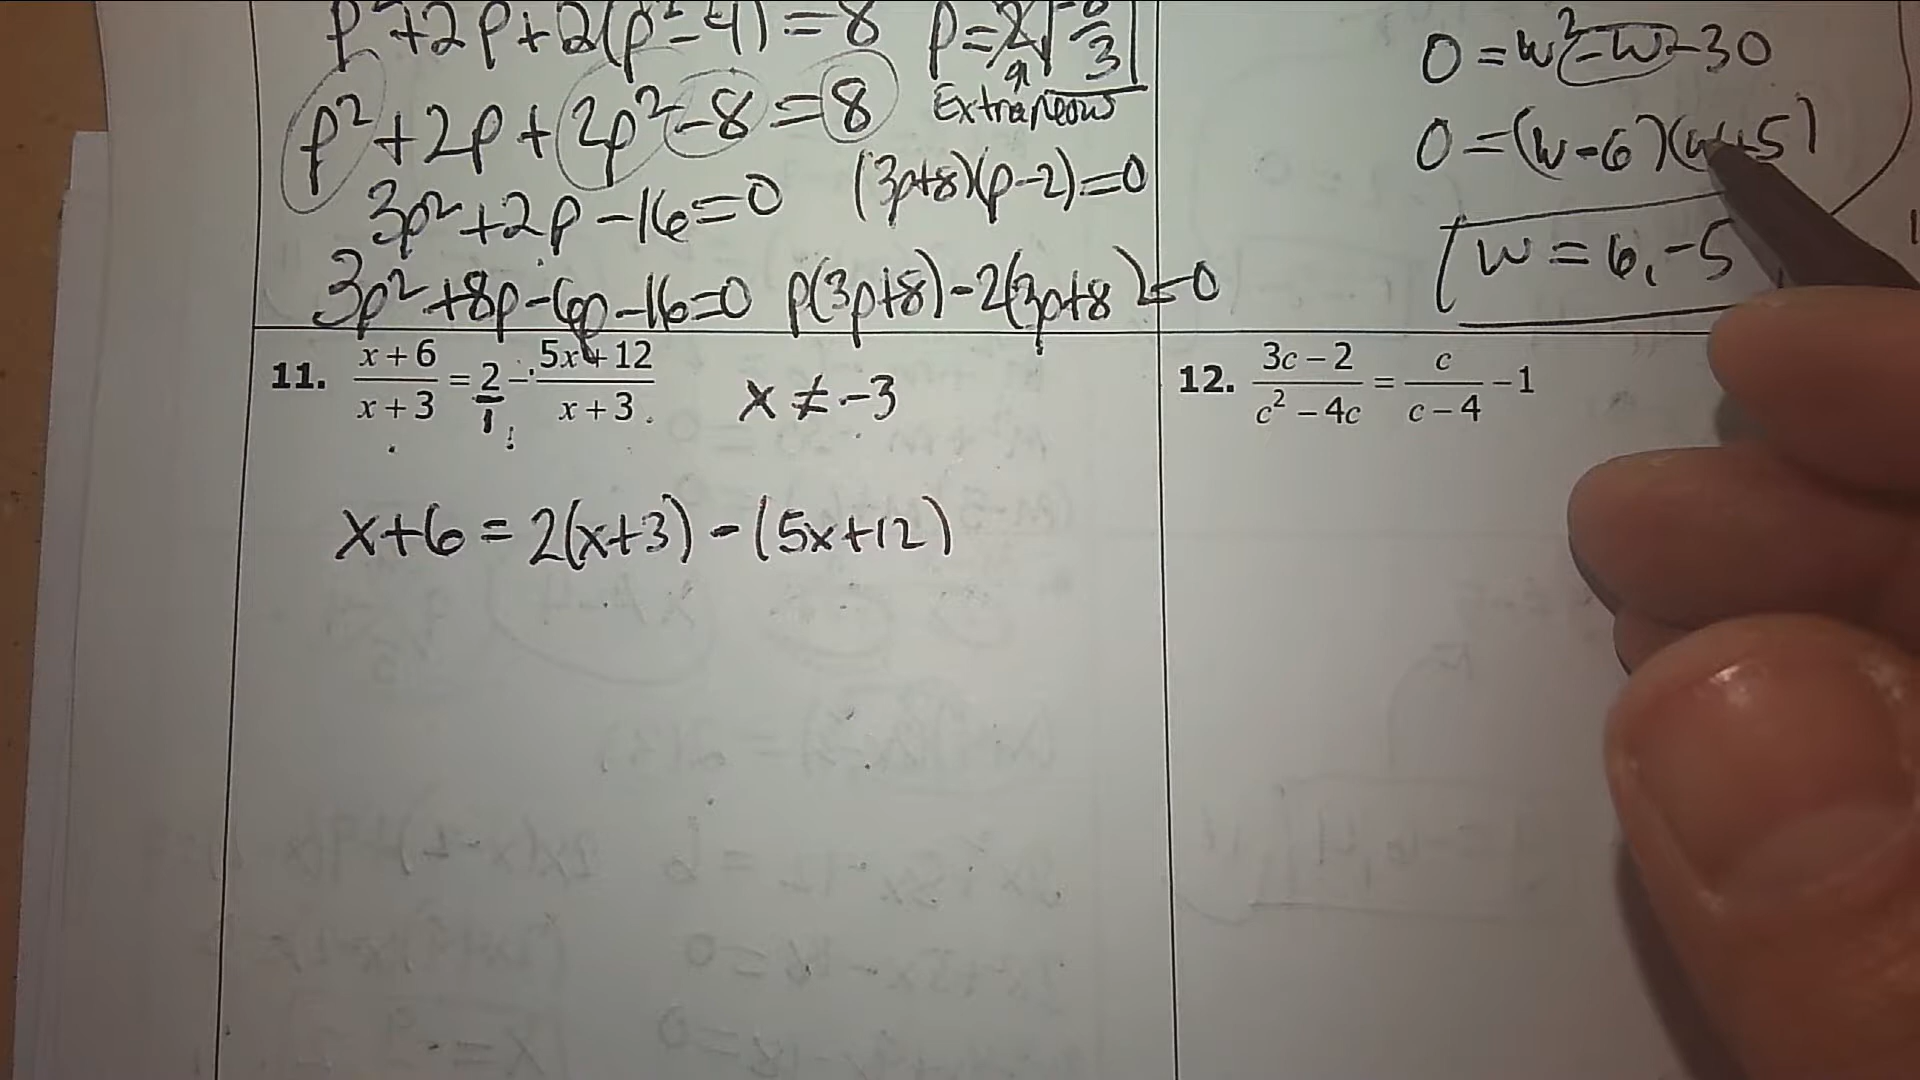 p²+2p+2(p²-4)=8
p²+2p+2p²-8=8
Extraneous
3p²+2p-16=0 (3p+8)(p-2)=0
3p²+8p-6p-16=0 p(3p+8)-2(3p+8)=0
0=w²-w-30
0=(w-6)(w+5)
w=6,-5
11. x+6/x+3 = 2/1 - 5x+12/x+3 x≠-3
x+6=2(x+3)-(5x+12)
12. 3c-2/c²-4c = c/c-4 -1